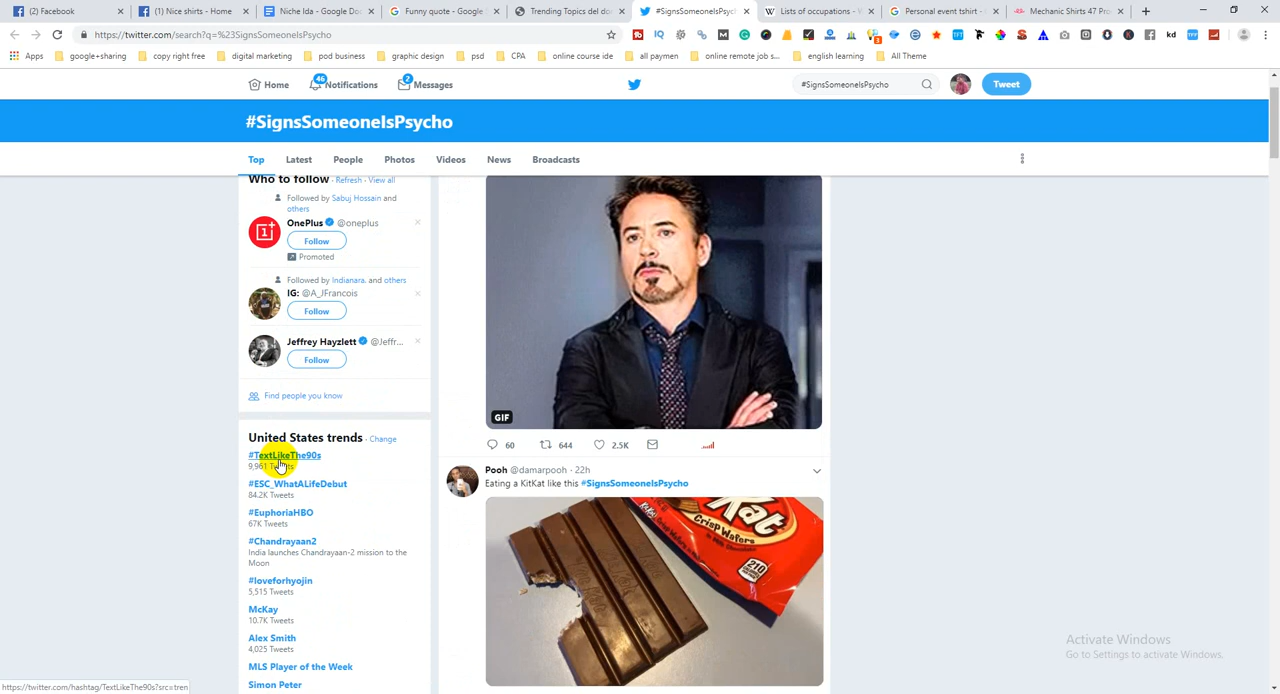 (2) Facebook
(1) Nice shirts - Home
Niche Ida - Google Doc
Funny quote - Google S
Trending Topics del do
#SignsSomeoneIsPsych
Lists of occupations - W
Personal event tshirt - G
Mechanic Shirts 47 Pro
https://twitter.com/search?q=%23SignsSomeoneIsPsycho
Apps
google+sharing
copy right free
digital marketing
pod business
graphic design
psd
CPA
online course ide
all paymen
online remote job s...
english learning
All Theme
Home
46
Notifications
2
Messages
#SignsSomeoneIsPsycho
Tweet
#SignsSomeoneIsPsycho
Top
Latest
People
Photos
Videos
News
Broadcasts
Who to follow · Refresh · View all
Followed by Sabuj Hossain and
others
OnePlus @oneplus
Follow
Promoted
Followed by Indianara. and others
IG: @A_JFrancois
Follow
Jeffrey Hayzlett @Jeffr...
Follow
Find people you know
United States trends · Change
#TextLikeThe90s
9,961 Tweets
#ESC_WhatALifeDebut
84.2K Tweets
#EuphoriaHBO
67K Tweets
#Chandrayaan2
India launches Chandrayaan-2 mission to the
Moon
#loveforhyojin
5,515 Tweets
McKay
10.7K Tweets
Alex Smith
4,025 Tweets
MLS Player of the Week
Simon Peter
GIF
60
644
2.5K
Pooh @damarpooh · 22h
Eating a KitKat like this #SignsSomeoneIsPsycho
Kat
Crisp Wafers
210
Activate Windows
Go to Settings to activate Windows.
https://twitter.com/hashtag/TextLikeThe90s?src=tren